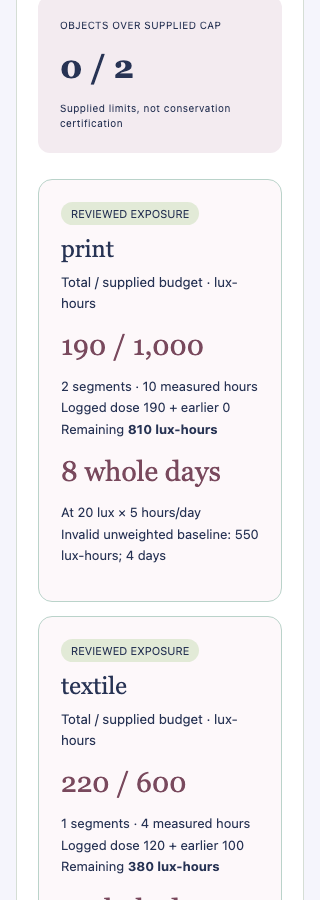 OBJECTS OVER SUPPLIED CAP
0 / 2
Supplied limits, not conservation
certification
REVIEWED EXPOSURE
print
Total / supplied budget · lux-
hours
190 / 1,000
2 segments · 10 measured hours
Logged dose 190 + earlier 0
Remaining 810 lux-hours
8 whole days
At 20 lux × 5 hours/day
Invalid unweighted baseline: 550
lux-hours; 4 days
REVIEWED EXPOSURE
textile
Total / supplied budget · lux-
hours
220 / 600
1 segments · 4 measured hours
Logged dose 120 + earlier 100
Remaining 380 lux-hours